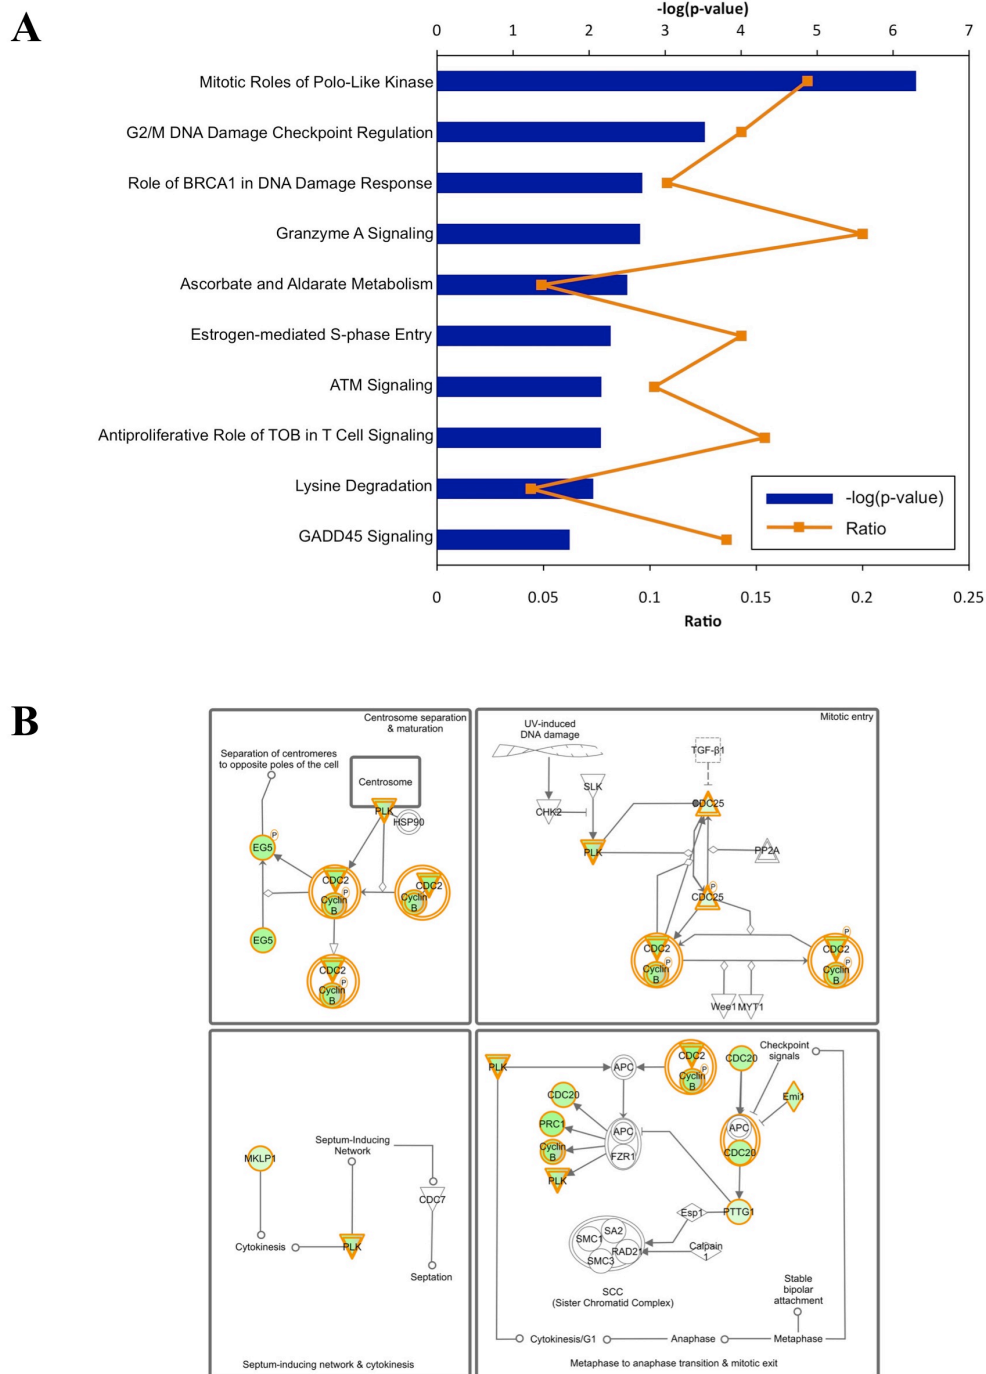 A
-log(p-value)
0 1 2 3 4 5 6 7
Mitotic Roles of Polo-Like Kinase
G2/M DNA Damage Checkpoint Regulation
Role of BRCA1 in DNA Damage Response
Granzyme A Signaling
Ascorbate and Aldarate Metabolism
Estrogen-mediated S-phase Entry
ATM Signaling
Antiproliferative Role of TOB in T Cell Signaling
Lysine Degradation
GADD45 Signaling
-log(p-value)
Ratio
0 0.05 0.1 0.15 0.2 0.25
Ratio
B
Centrosome separation
& maturation
Separation of centromeres
to opposite poles of the cell
Centrosome
PLK
HSP90
P
EG5
CDC2
P
Cyclin
B
CDC2
Cyclin
B
EG5
CDC2
P
Cyclin
B
Mitotic entry
UV-induced
DNA damage
TGF-β1
SLK
CDC25
CHK2
PLK
PP2A
P
CDC25
CDC2
P
Cyclin
B
P
CDC2
P
Cyclin
B
Wee1
MYT1
MKLP1
Septum-Inducing
Network
CDC7
Cytokinesis
PLK
Septation
Septum-inducing network & cytokinesis
PLK
APC
CDC2
P
Cyclin
B
CDC20
Checkpoint
signals
CDC20
Emi1
PRC1
APC
APC
Cyclin
B
FZR1
CDC20
PLK
Esp1
PTTG1
SA2
SMC1
RAD21
SMC3
Calpain
1
SCC
(Sister Chromatid Complex)
Stable
bipolar
attachment
Cytokinesis/G1
Anaphase
Metaphase
Metaphase to anaphase transition & mitotic exit